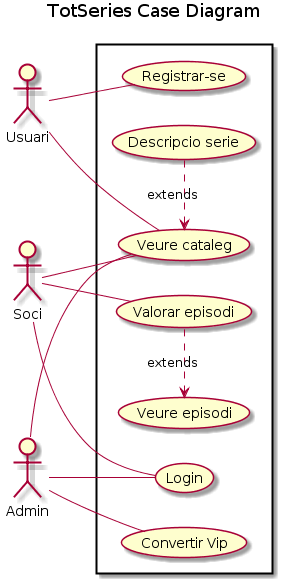 TotSeries Case Diagram
Registrar-se
Usuari
Descripcio serie
extends
Veure cataleg
Soci
Valorar episodi
extends
Veure episodi
Login
Admin
Convertir Vip